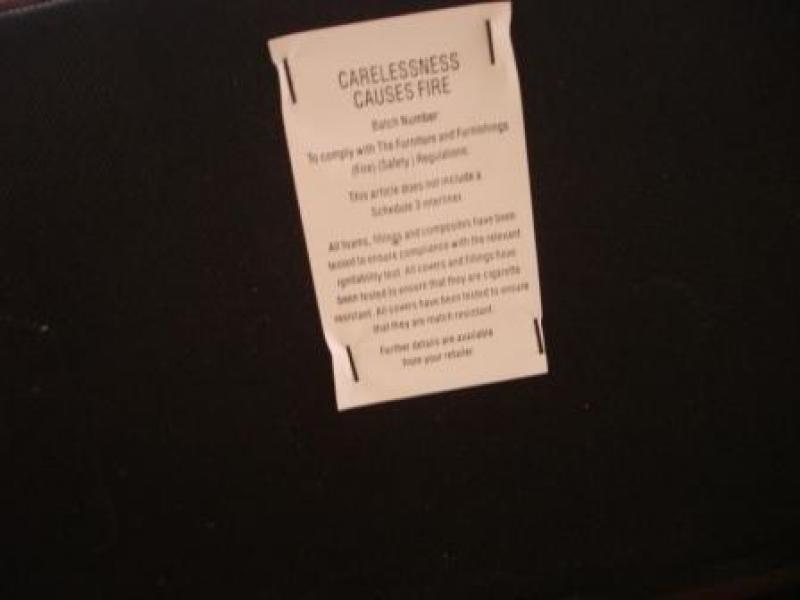 CARELESSNESS
CAUSES FIRE
Batch Number
To comply with The Furniture and Furnishings
(Fire) (Safety) Regulations.
This article does not include a
Schedule 3 interliner.
All foams, fillings and composites have been
tested to ensure compliance with the relevant
ignitability test. All covers and fillings have
been tested to ensure that they are cigarette
resistant. All covers have been tested to ensure
that they are match resistant.
Further details are available
from your retailer.